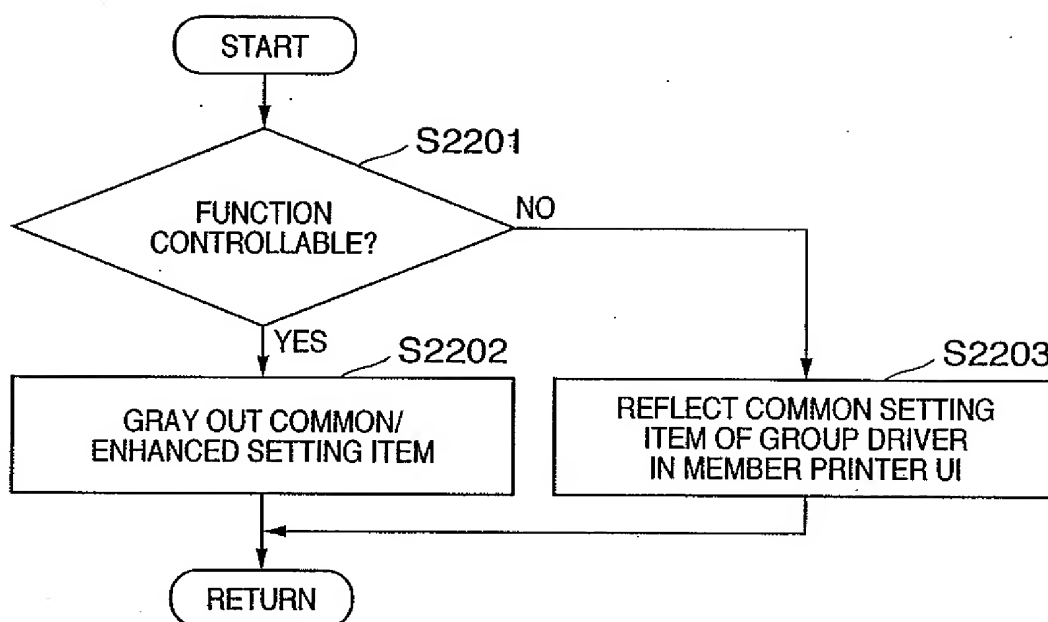 START
S2201
FUNCTION
CONTROLLABLE?
NO
YES
S2202
GRAY OUT COMMON/
ENHANCED SETTING ITEM
S2203
REFLECT COMMON SETTING
ITEM OF GROUP DRIVER
IN MEMBER PRINTER UI
RETURN